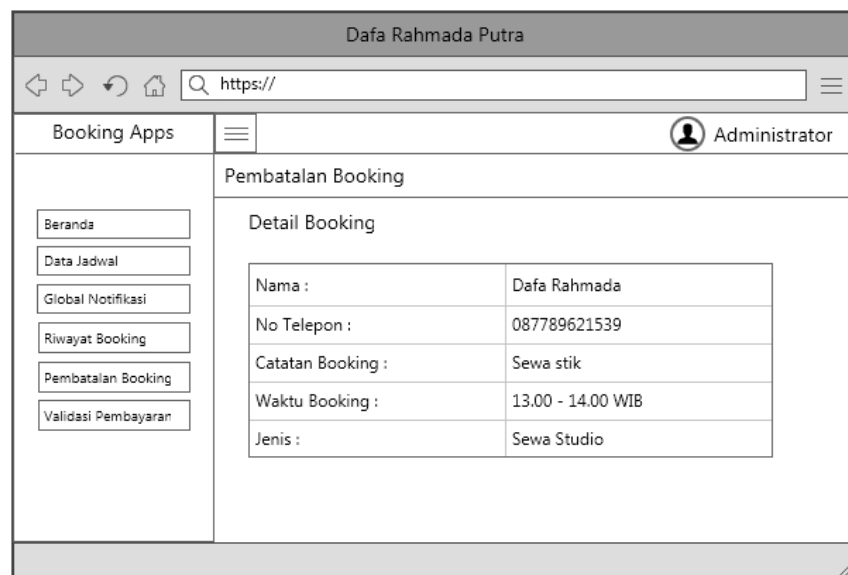 Dafa Rahmada Putra
https://
Booking Apps
Administrator
Pembatalan Booking
Beranda
Data Jadwal
Global Notifikasi
Riwayat Booking
Pembatalan Booking
Validasi Pembayaran
Detail Booking
Nama : Dafa Rahmada
No Telepon : 087789621539
Catatan Booking : Sewa stik
Waktu Booking : 13.00 - 14.00 WIB
Jenis : Sewa Studio